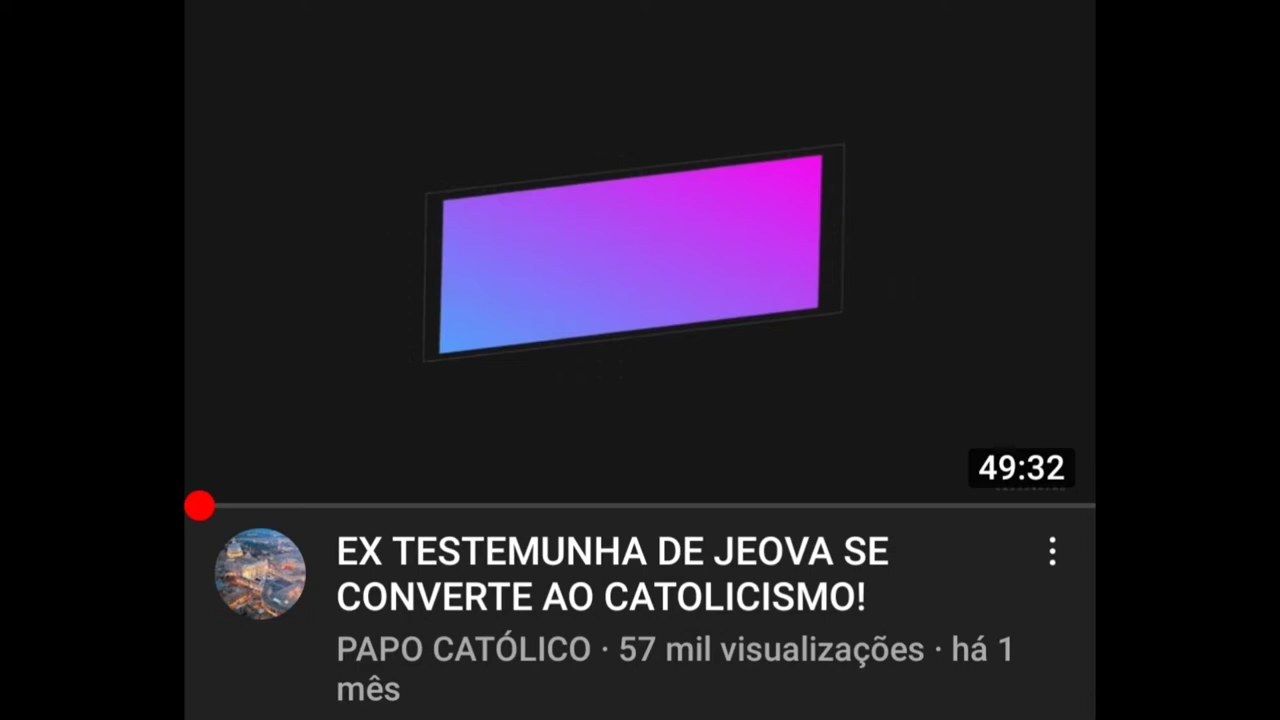 49:32
EX TESTEMUNHA DE JEOVA SE
CONVERTE AO CATOLICISMO!
PAPO CATÓLICO · 57 mil visualizações · há 1
mês